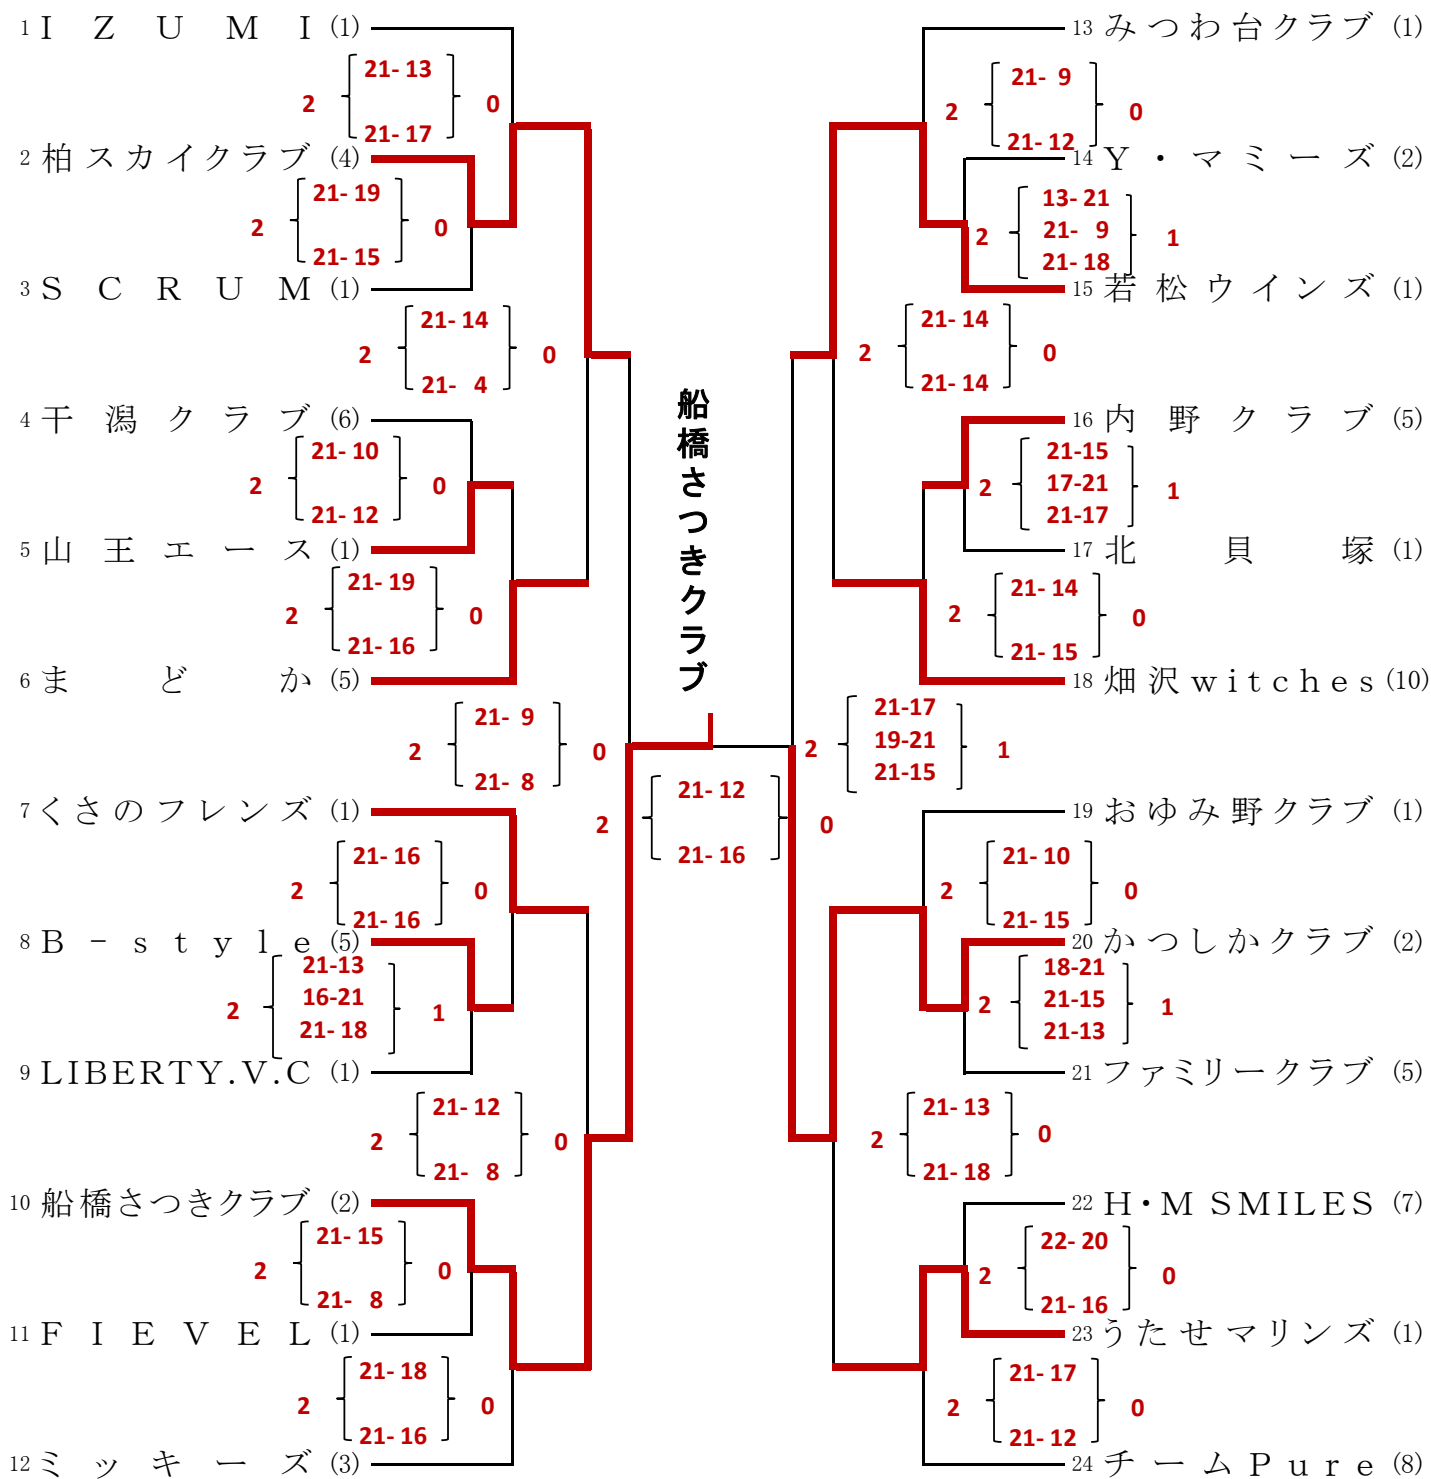 1 I Z U M I (1)
21-13
2 0
21-17
2 柏スカイクラブ (4)
21-19
2 0
21-15
3 S C R U M (1)
21-14
2 0
21- 4
4 干潟クラブ (6)
21-10
2 0
21-12
5 山王エース (1)
21-19
2 0
21-16
6 まどか (5)
21- 9
2 0
21- 8
7 くさのフレンズ (1)
21-16
2 0
21-16
8 B-style (5)
21-13
2 16-21 1
21-18
9 LIBERTY.V.C (1)
21-12
2 0
21- 8
10 船橋さつきクラブ (2)
21-15
2 0
21- 8
11 F I E V E L (1)
21-18
2 0
21-16
12 ミッキーズ (3)
船橋さつきクラブ
21-12
2 0
21-16
13 みつわ台クラブ (1)
21- 9
2 0
21-12
14 Y・マミーズ (2)
13-21
2 21- 9 1
21-18
15 若松ウインズ (1)
21-14
2 0
21-14
16 内野クラブ (5)
21-15
2 17-21 1
21-17
17 北貝塚 (1)
21-14
2 0
21-15
18 畑沢witches (10)
21-17
2 19-21 1
21-15
19 おゆみ野クラブ (1)
21-10
2 0
21-15
20 かつしかクラブ (2)
18-21
2 21-15 1
21-13
21 ファミリークラブ (5)
21-13
2 0
21-18
22 H・M SMILES (7)
22-20
2 0
21-16
23 うたせマリンズ (1)
21-17
2 0
21-12
24 チームPure (8)